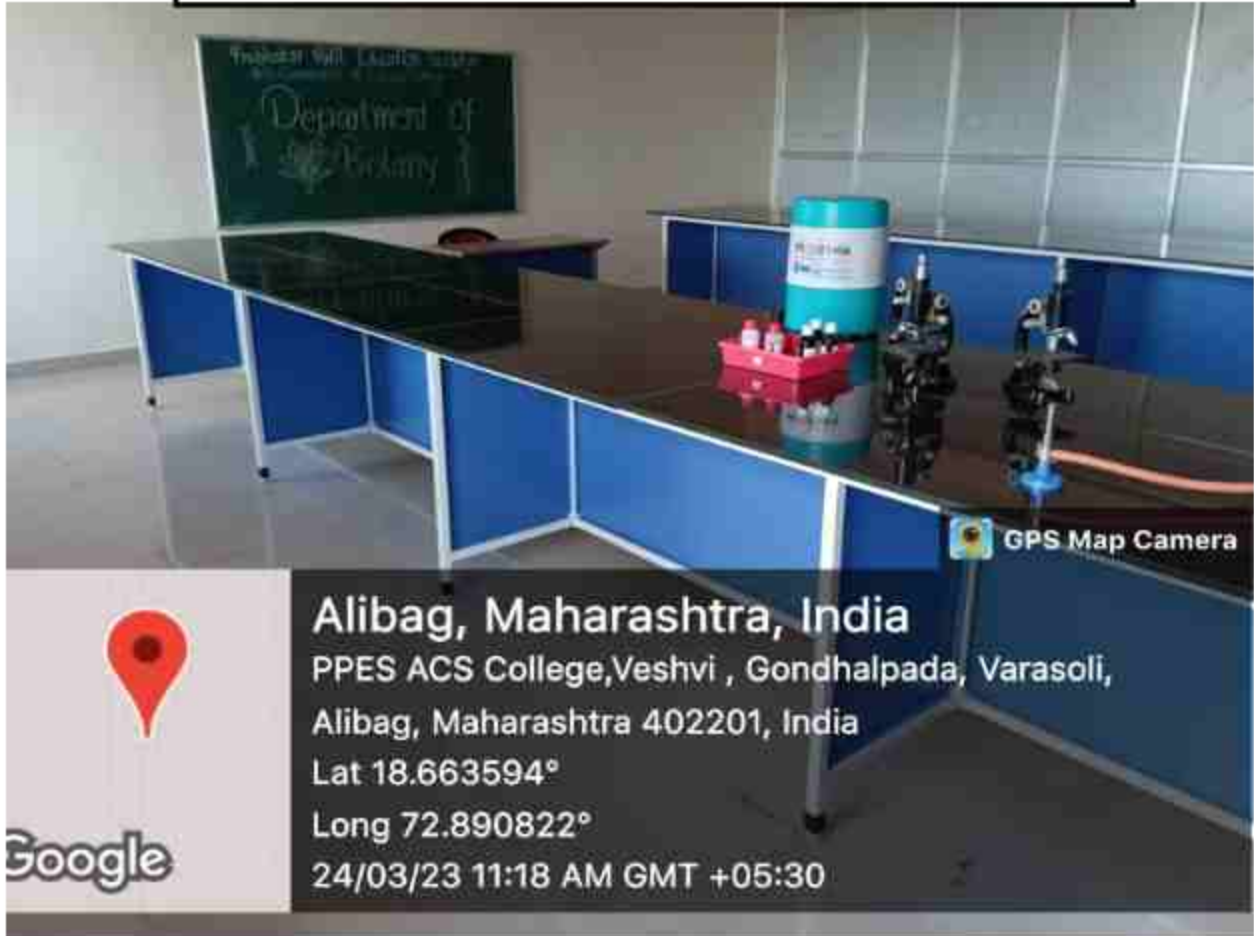 Department Of
Botany
GPS Map Camera
Alibag, Maharashtra, India
PPES ACS College,Veshvi , Gondhalpada, Varasoli,
Alibag, Maharashtra 402201, India
Lat 18.663594°
Long 72.890822°
24/03/23 11:18 AM GMT +05:30
Google